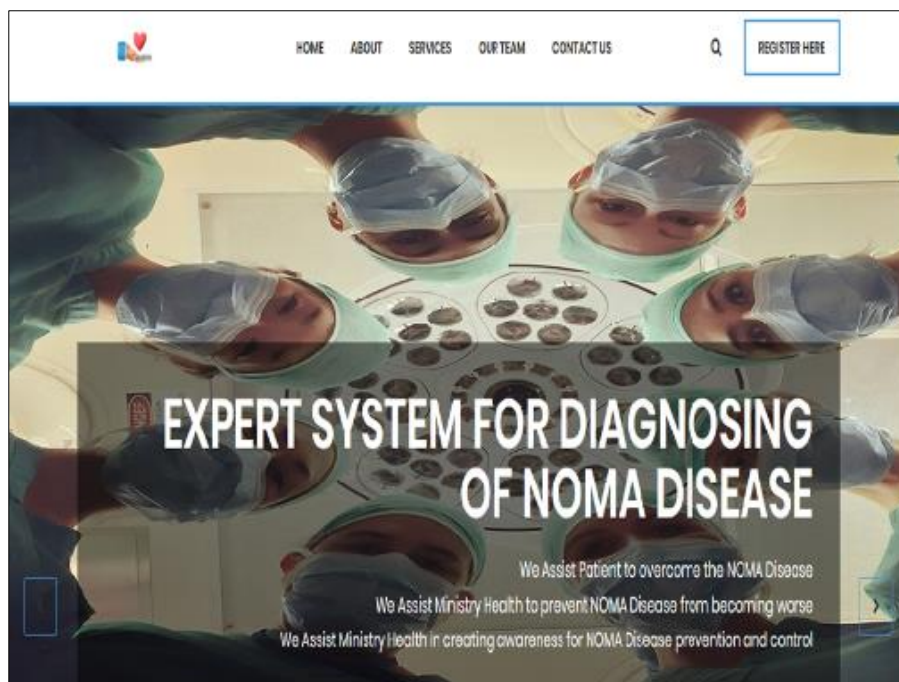 HOME ABOUT SERVICES OUR TEAM CONTACT US REGISTER HERE
EXPERT SYSTEM FOR DIAGNOSING
OF NOMA DISEASE
We Assist Patient to overcome the NOMA Disease
We Assist Ministry Health to prevent NOMA Disease from becoming warse
We Assist Ministry Health in creating awareness for NOMA Disease prevention and control